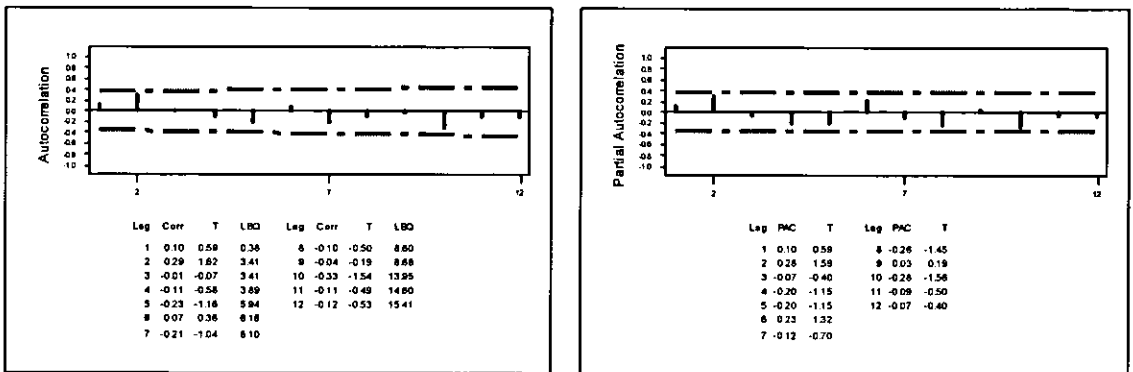 Autocorrelation
1.0
0.8
0.6
0.4
0.2
0.0
-0.2
-0.4
-0.6
-0.8
-1.0
2 7 12
Lag Corr T LBQ Lag Corr T LBQ
1 0.10 0.59 0.38 8 -0.10 -0.50 8.60
2 0.29 1.62 3.41 9 -0.04 -0.19 8.68
3 -0.01 -0.07 3.41 10 -0.33 -1.54 13.95
4 -0.11 -0.58 3.89 11 -0.11 -0.49 14.60
5 -0.23 -1.16 5.94 12 -0.12 -0.53 15.41
6 0.07 0.36 6.16
7 -0.21 -1.04 8.10
Partial Autocorrelation
1.0
0.8
0.6
0.4
0.2
0.0
-0.2
-0.4
-0.6
-0.8
-1.0
2 7 12
Lag PAC T Lag PAC T
1 0.10 0.59 8 -0.26 -1.45
2 0.28 1.59 9 0.03 0.19
3 -0.07 -0.40 10 -0.28 -1.56
4 -0.20 -1.15 11 -0.09 -0.50
5 -0.20 -1.15 12 -0.07 -0.40
6 0.23 1.32
7 -0.12 -0.70